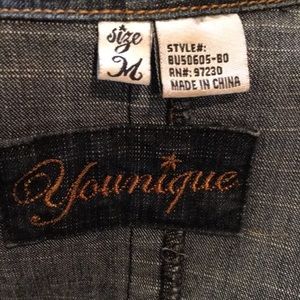 size
M
STYLE#:
BU50605-BO
RN#: 97230
MADE IN CHINA
Younique